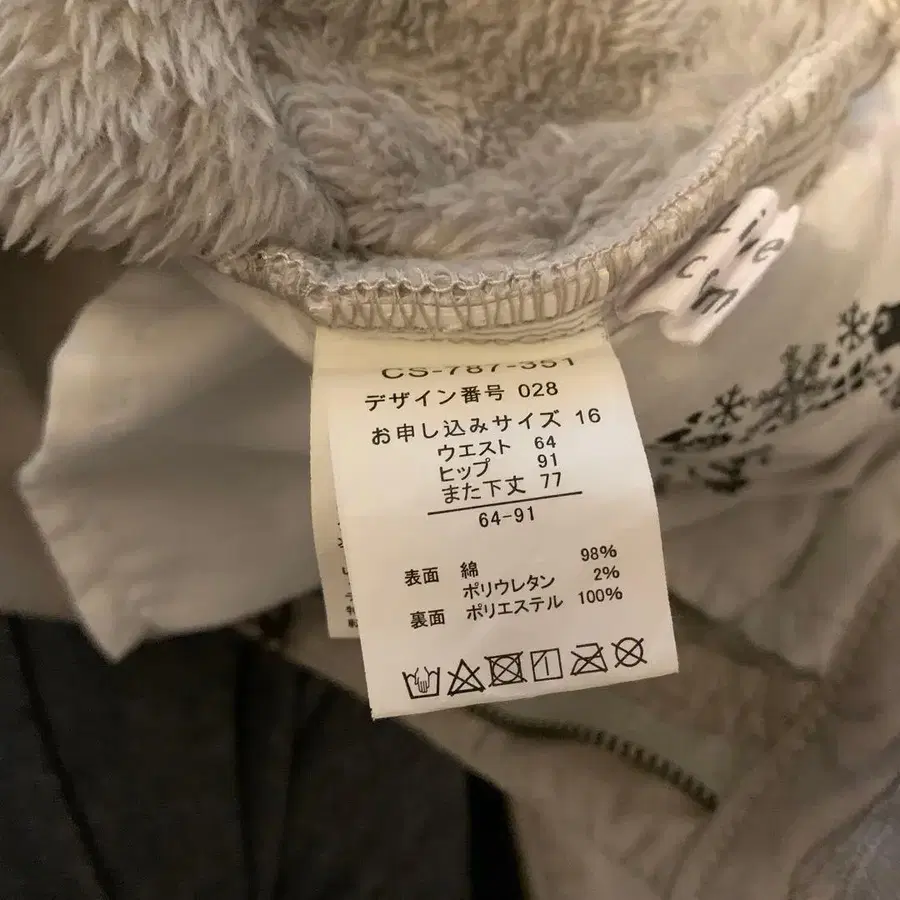 CS-787-351
デザイン番号 028
お申し込みサイズ 16
ウエスト 64
ヒップ 91
また下丈 77
64-91
表面 綿 98%
ポリウレタン 2%
裏面 ポリエステル 100%